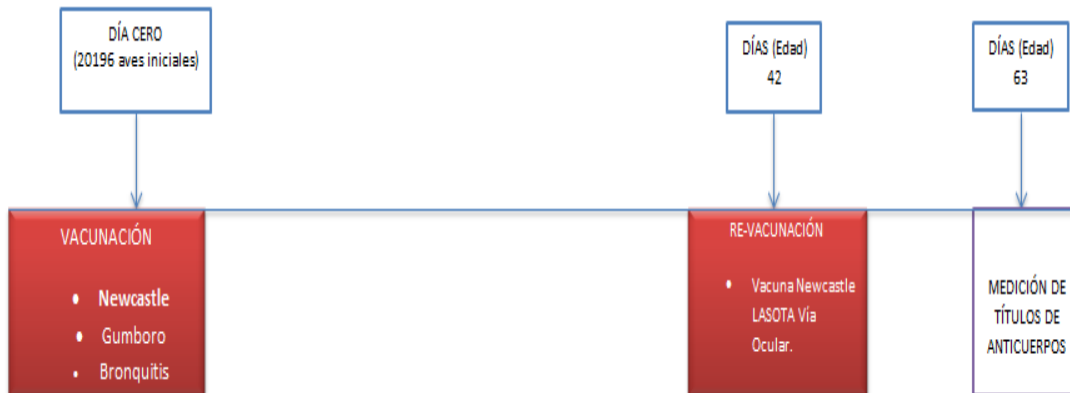 DÍA CERO
(20196 aves iniciales)
DÍAS (Edad)
42
DÍAS (Edad)
63
VACUNACIÓN
• Newcastle
• Gumboro
• Bronquitis
RE-VACUNACIÓN
• Vacuna Newcastle
LASOTA Vía
Ocular.
MEDICIÓN DE
TÍTULOS DE
ANTICUERPOS